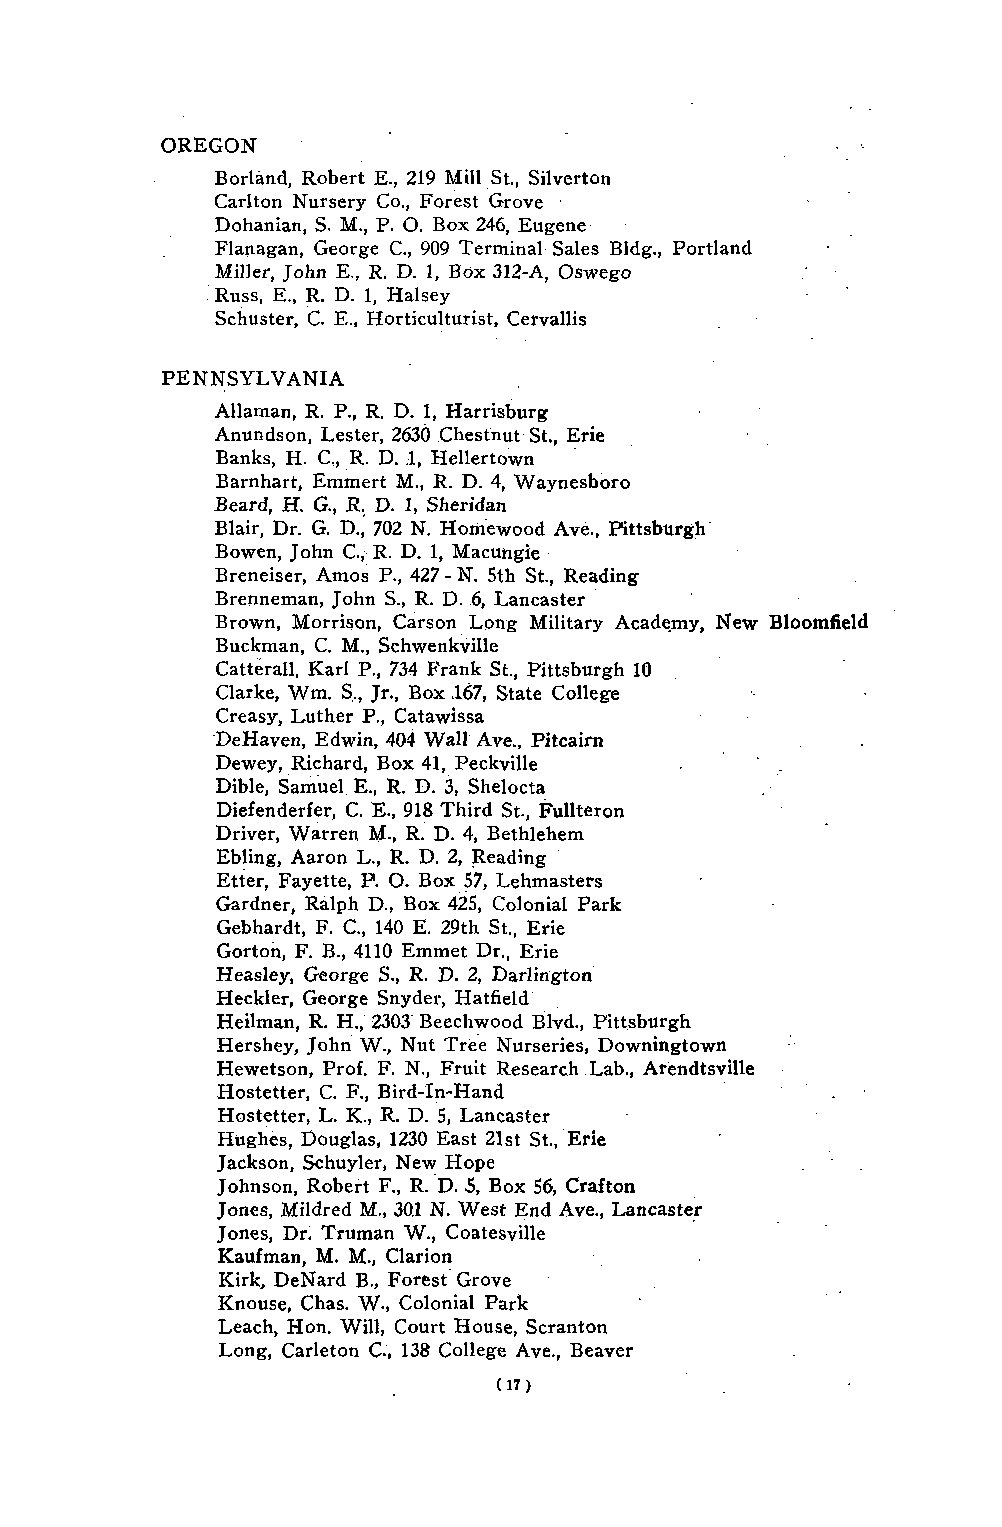 OREGON
Borland, Robert E., 219 Mill St., Silverton
Carlton Nursery Co., Forest Grove
Dohanian, S. M., P. O. Box 246, Eugene
Flanagan, George C., 909 Terminal Sales Bldg., Portland
Miller, John E., R. D. 1, Box 312-A, Oswego
Russ, E., R. D. 1, Halsey
Schuster, C. E., Horticulturist, Cervallis
PENNSYLVANIA
Allaman, R. P., R. D. 1, Harrisburg
Anundson, Lester, 2630 Chestnut St., Erie
Banks, H. C., R. D. 1, Hellertown
Barnhart, Emmert M., R. D. 4, Waynesboro
Beard, H. G., R. D. 1, Sheridan
Blair, Dr. G. D., 702 N. Homewood Ave., Pittsburgh
Bowen, John C., R. D. 1, Macungie
Breneiser, Amos P., 427 - N. 5th St., Reading
Brenneman, John S., R. D. 6, Lancaster
Brown, Morrison, Carson Long Military Academy, New Bloomfield
Buckman, C. M., Schwenkville
Catterall, Karl P., 734 Frank St., Pittsburgh 10
Clarke, Wm. S., Jr., Box 167, State College
Creasy, Luther P., Catawissa
DeHaven, Edwin, 404 Wall Ave., Pitcairn
Dewey, Richard, Box 41, Peckville
Dible, Samuel E., R. D. 3, Shelocta
Diefenderfer, C. E., 918 Third St., Fullteron
Driver, Warren M., R. D. 4, Bethlehem
Ebling, Aaron L., R. D. 2, Reading
Etter, Fayette, P. O. Box 57, Lehmasters
Gardner, Ralph D., Box 425, Colonial Park
Gebhardt, F. C., 140 E. 29th St., Erie
Gorton, F. B., 4110 Emmet Dr., Erie
Heasley, George S., R. D. 2, Darlington
Heckler, George Snyder, Hatfield
Heilman, R. H., 2303 Beechwood Blvd., Pittsburgh
Hershey, John W., Nut Tree Nurseries, Downingtown
Hewetson, Prof. F. N., Fruit Research Lab., Arendtsville
Hostetter, C. F., Bird-In-Hand
Hostetter, L. K., R. D. 5, Lancaster
Hughes, Douglas, 1230 East 21st St., Erie
Jackson, Schuyler, New Hope
Johnson, Robert F., R. D. 5, Box 56, Crafton
Jones, Mildred M., 301 N. West End Ave., Lancaster
Jones, Dr. Truman W., Coatesville
Kaufman, M. M., Clarion
Kirk, DeNard B., Forest Grove
Knouse, Chas. W., Colonial Park
Leach, Hon. Will, Court House, Scranton
Long, Carleton C., 138 College Ave., Beaver
(17)